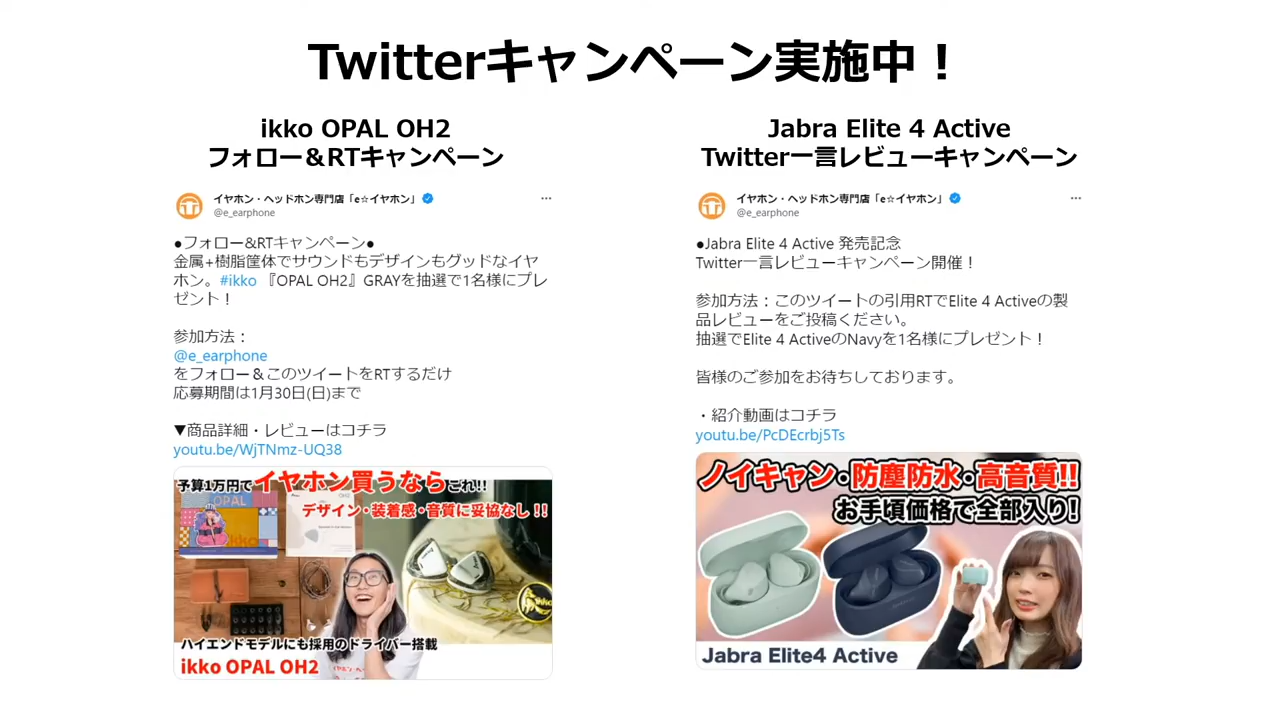 Twitterキャンペーン実施中！
ikko OPAL OH2
フォロー＆RTキャンペーン
イヤホン・ヘッドホン専門店「e☆イヤホン」
@e_earphone
●フォロー&RTキャンペーン●
金属+樹脂筐体でサウンドもデザインもグッドなイヤ
ホン。#ikko 『OPAL OH2』GRAYを抽選で1名様にプレ
ゼント！
参加方法：
@e_earphone
をフォロー＆このツイートをRTするだけ
応募期間は1月30日(日)まで
▼商品詳細・レビューはコチラ
youtu.be/WjTNmz-UQ38
予算1万円でイヤホン買うならこれ!!
デザイン・装着感・音質に妥協なし!!
OPAL
ikko
ハイエンドモデルにも採用のドライバー搭載
ikko OPAL OH2
Jabra Elite 4 Active
Twitter一言レビューキャンペーン
イヤホン・ヘッドホン専門店「e☆イヤホン」
@e_earphone
●Jabra Elite 4 Active 発売記念
Twitter一言レビューキャンペーン開催！
参加方法：このツイートの引用RTでElite 4 Activeの製
品レビューをご投稿ください。
抽選でElite 4 ActiveのNavyを1名様にプレゼント！
皆様のご参加をお待ちしております。
・紹介動画はコチラ
youtu.be/PcDEcrbj5Ts
ノイキャン・防塵防水・高音質!!
お手頃価格で全部入り!
Jabra Elite4 Active